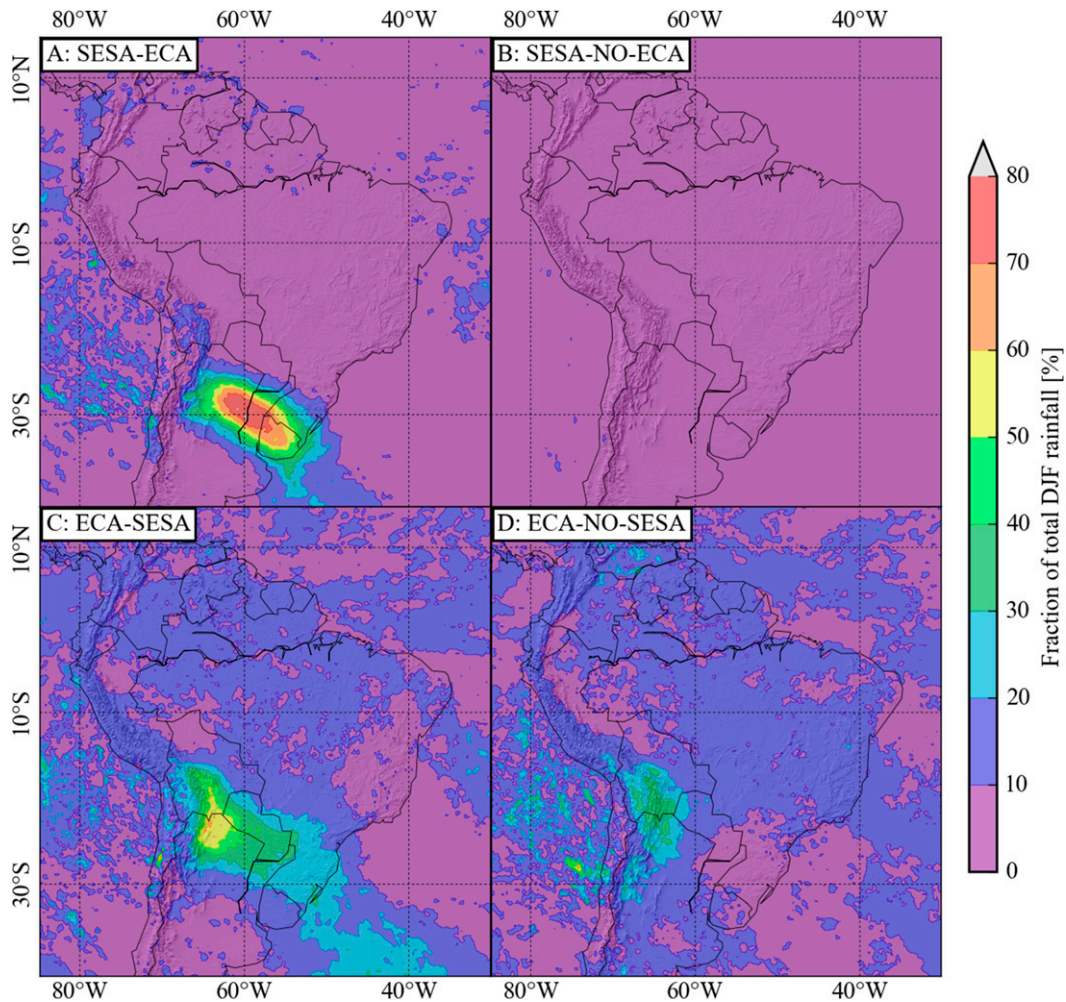 80°W 60°W 40°W 80°W 60°W 40°W
A: SESA-ECA
B: SESA-NO-ECA
10°N
10°S
30°S
C: ECA-SESA
D: ECA-NO-SESA
10°N
10°S
30°S
80°W 60°W 40°W 80°W 60°W 40°W
80
70
60
50
40
30
20
10
0
Fraction of total DJF rainfall [%]